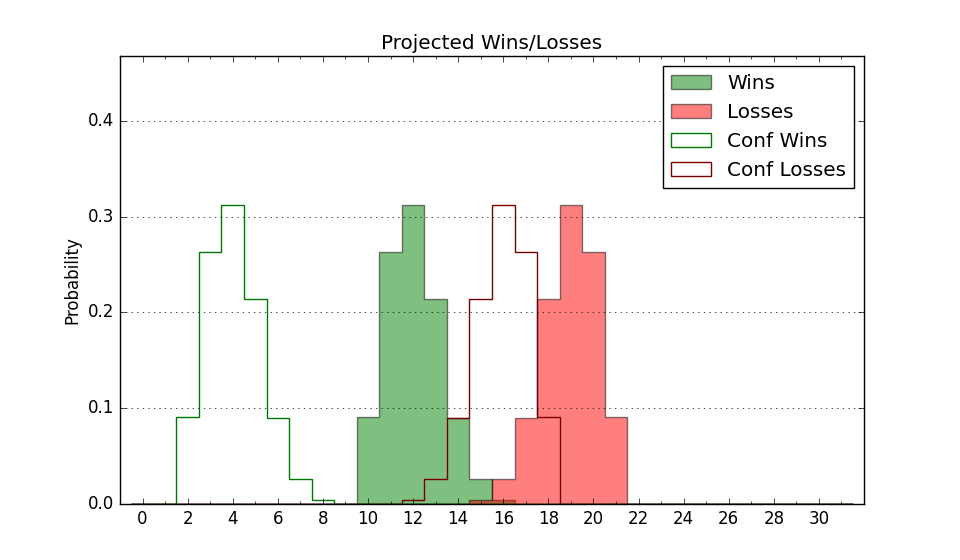 Projected Wins/Losses
Wins
Losses
Conf Wins
Conf Losses
Probability
0.4
0.3
0.2
0.1
0.0
0 2 4 6 8 10 12 14 16 18 20 22 24 26 28 30